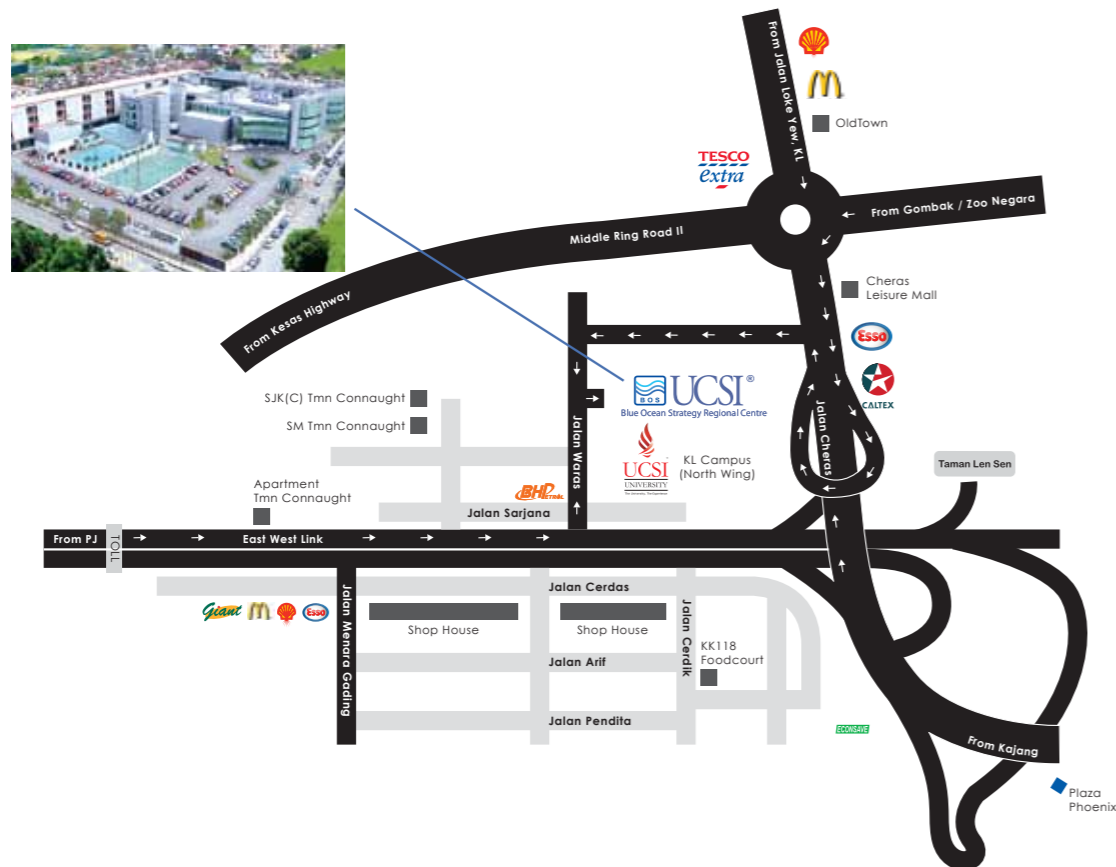 From Jalan Loke Yew, KL
OldTown
TESCO
extra
From Gombak / Zoo Negara
Middle Ring Road II
From Kesas Highway
Cheras
Leisure Mall
Esso
CALTEX
BOS UCSI ®
Blue Ocean Strategy Regional Centre
SJK(C) Tmn Connaught
SM Tmn Connaught
Jalan Waras
Jalan Cheras
UCSI
UNIVERSITY
KL Campus
(North Wing)
Taman Len Sen
Apartment
Tmn Connaught
BHPetrol
Jalan Sarjana
From PJ
TOLL
East West Link
Jalan Cerdas
Giant
Esso
Jalan Menara Gading
Shop House
Shop House
Jalan Cerdik
KK118
Foodcourt
Jalan Arif
Jalan Pendita
ECONSAVE
From Kajang
Plaza
Phoenix